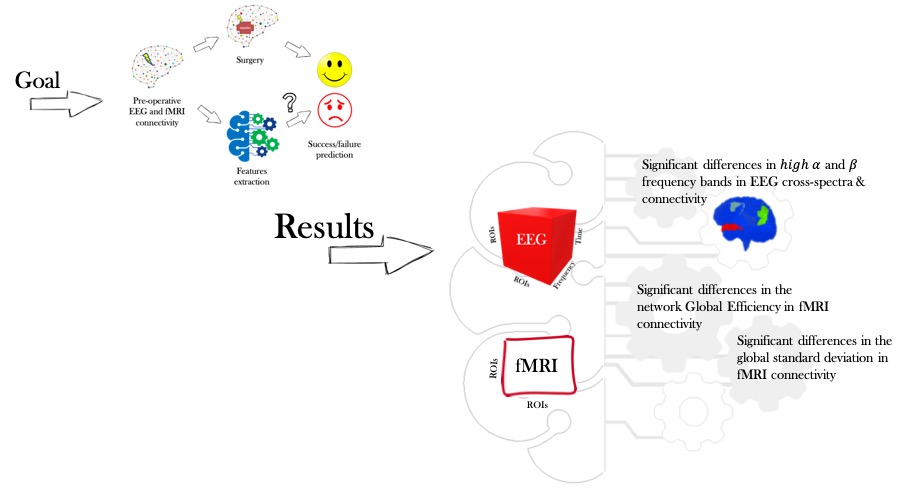 Goal
Pre-operative
EEG and fMRI
connectivity
Surgery
?
Features
extraction
Success/failure
prediction
Results
EEG
ROIs
Time
ROIs
Frequency
fMRI
ROIs
ROIs
Significant differences in high α and β
frequency bands in EEG cross-spectra &
connectivity
Significant differences in the
network Global Efficiency in fMRI
connectivity
Significant differences in the
global standard deviation in
fMRI connectivity